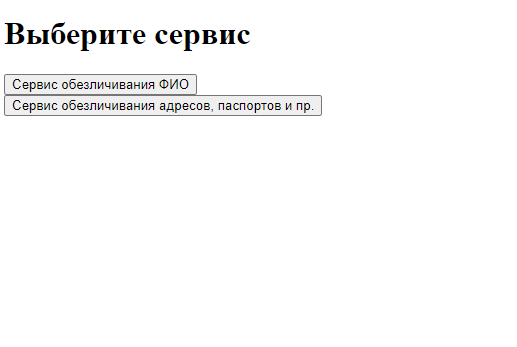 Выберите сервис
Сервис обезличивания ФИО
Сервис обезличивания адресов, паспортов и пр.